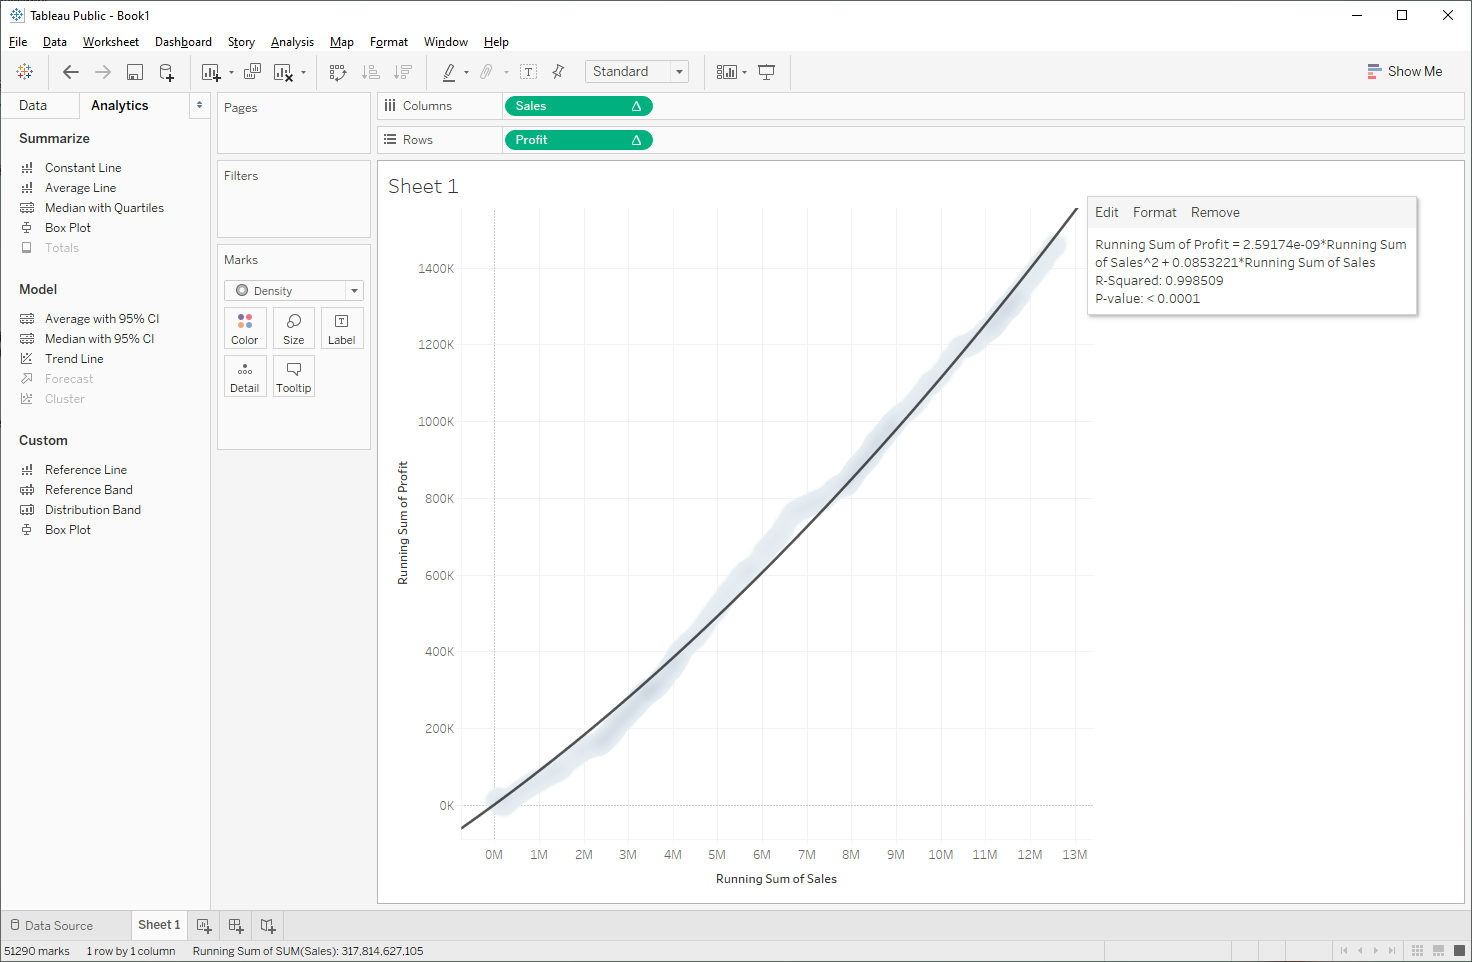 Tableau Public - Book1
File Data Worksheet Dashboard Story Analysis Map Format Window Help
Standard
Show Me
Data Analytics
Summarize
Constant Line
Average Line
Median with Quartiles
Box Plot
Totals
Model
Average with 95% CI
Median with 95% CI
Trend Line
Forecast
Cluster
Custom
Reference Line
Reference Band
Distribution Band
Box Plot
Pages
Filters
Marks
Density
Color Size Label
Detail Tooltip
Columns Sales
Rows Profit
Sheet 1
Edit Format Remove
Running Sum of Profit = 2.59174e-09*Running Sum
of Sales^2 + 0.0853221*Running Sum of Sales
R-Squared: 0.998509
P-value: < 0.0001
1400K
1200K
1000K
800K
600K
400K
200K
0K
Running Sum of Profit
0M 1M 2M 3M 4M 5M 6M 7M 8M 9M 10M 11M 12M 13M
Running Sum of Sales
Data Source Sheet 1
51290 marks 1 row by 1 column Running Sum of SUM(Sales): 317,814,627,105